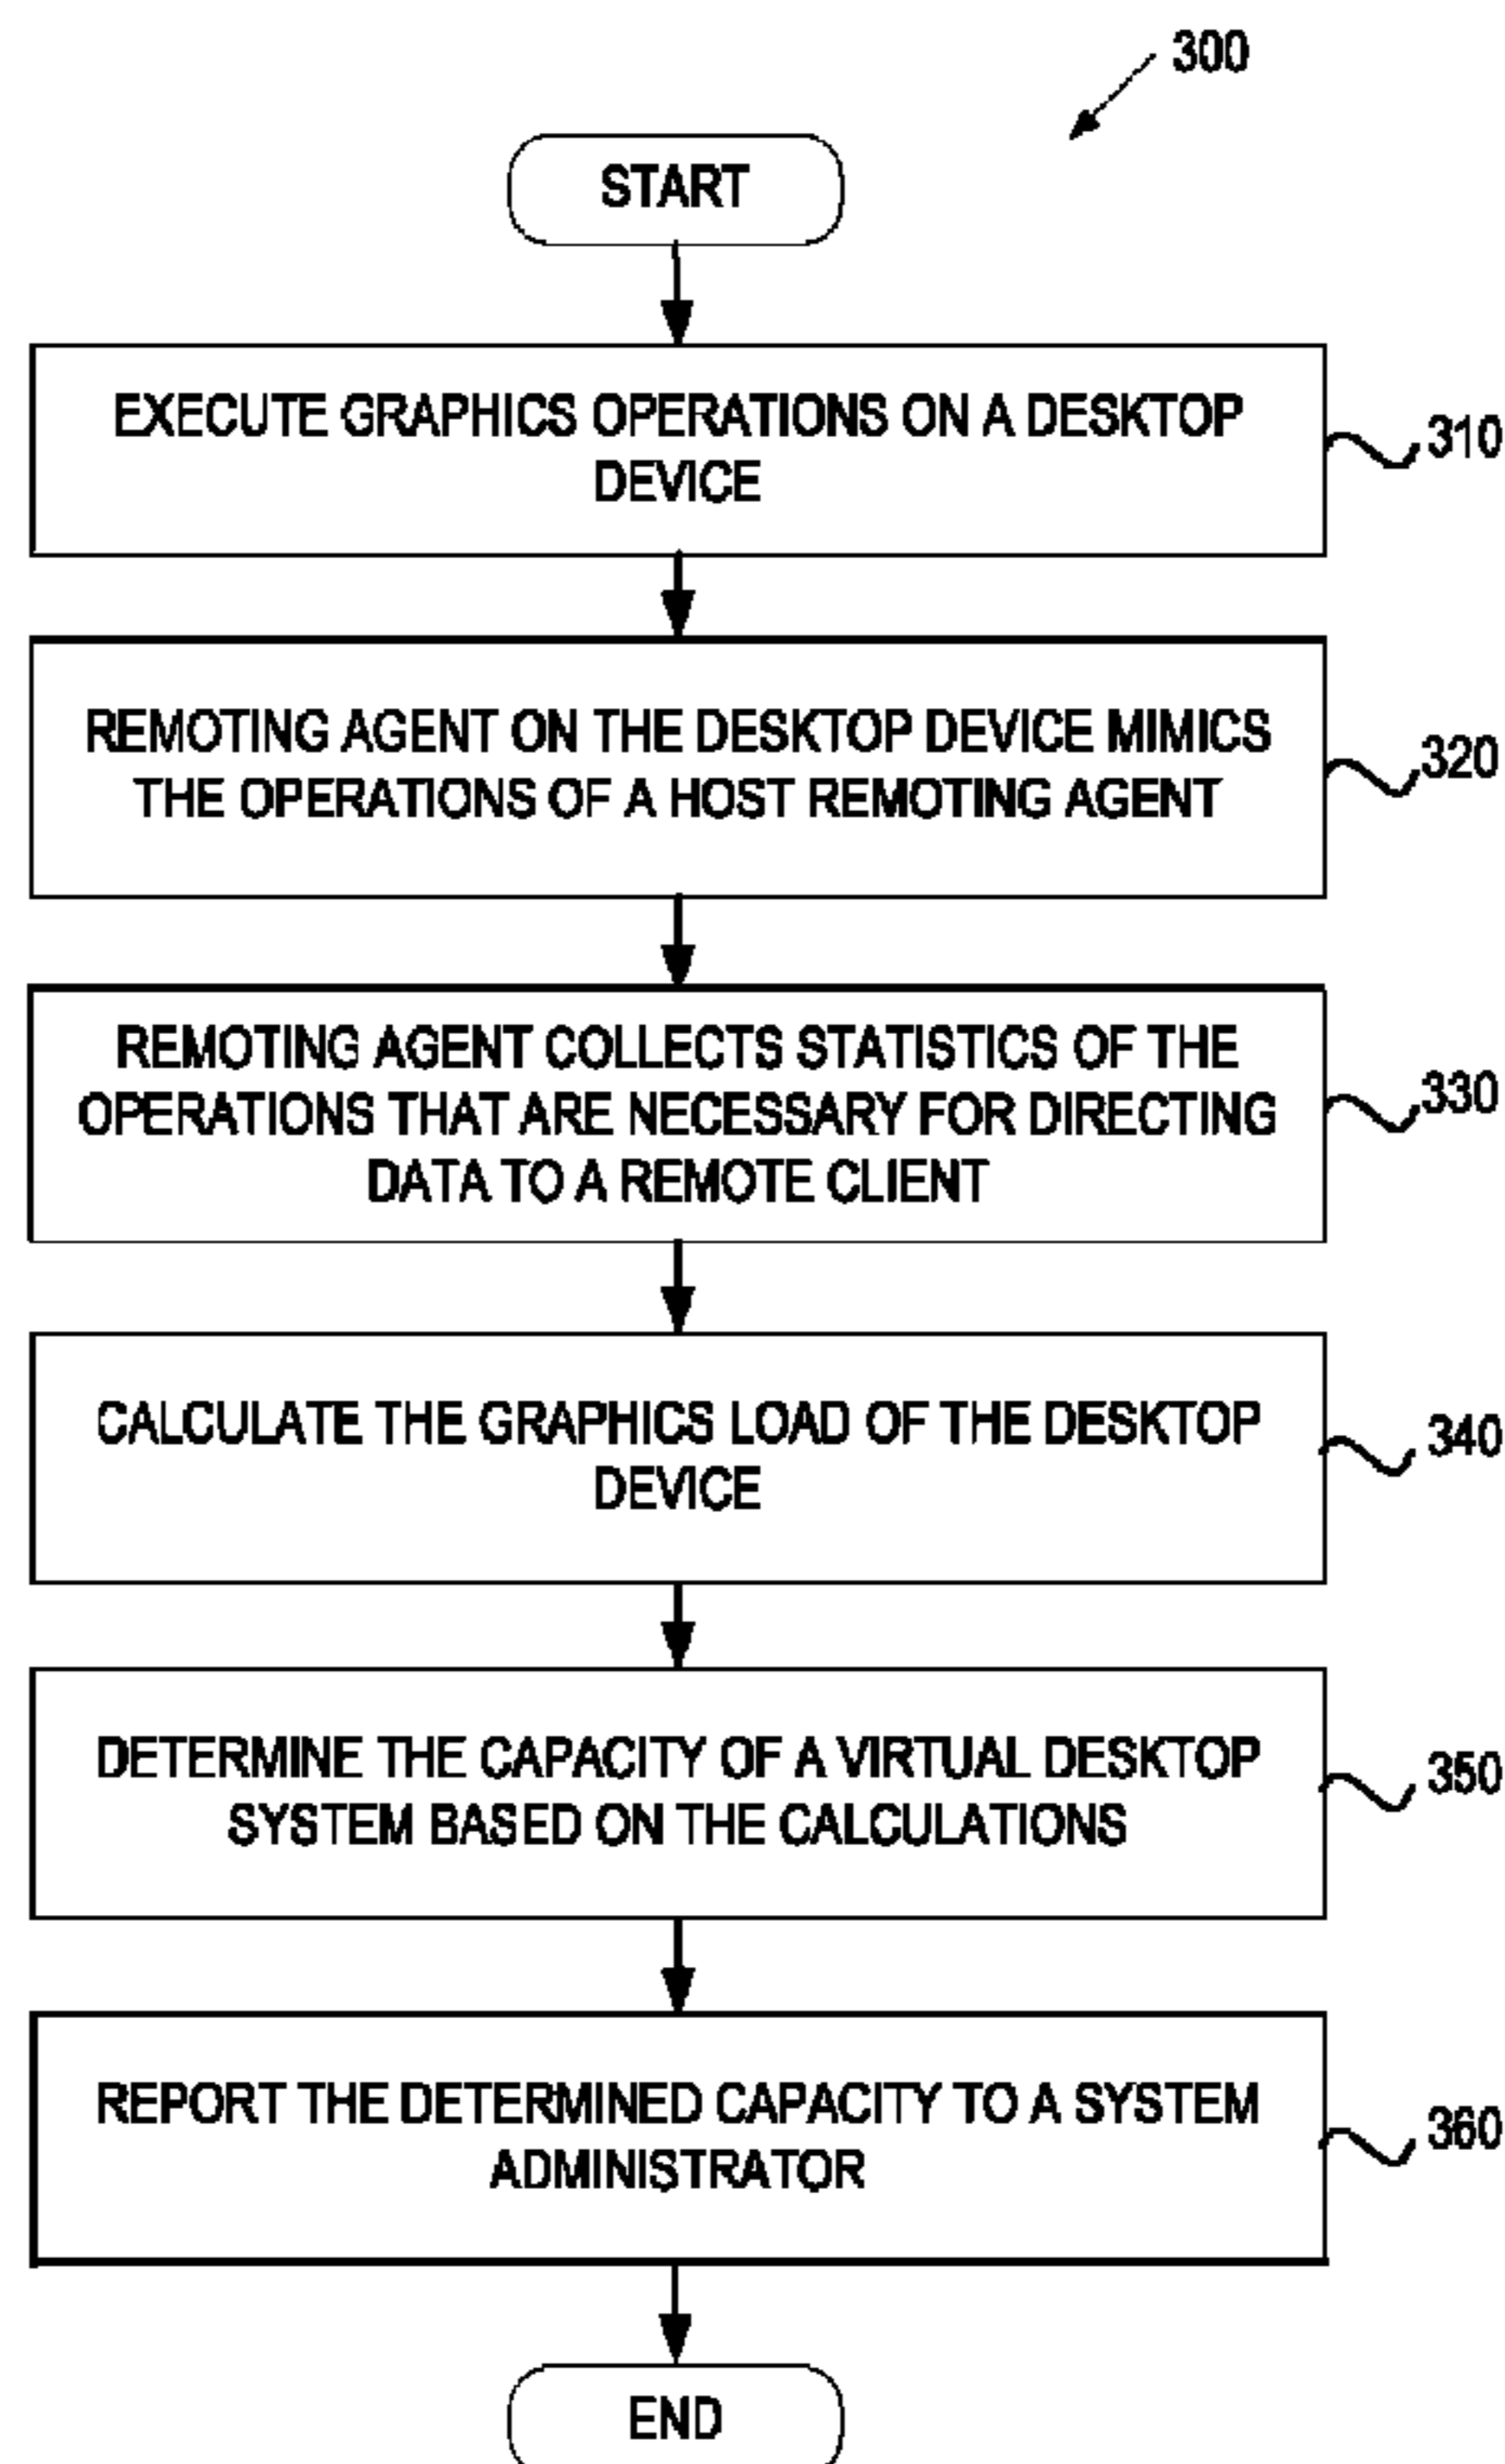 300
START
EXECUTE GRAPHICS OPERATIONS ON A DESKTOP
DEVICE
310
REMOTING AGENT ON THE DESKTOP DEVICE MIMICS
THE OPERATIONS OF A HOST REMOTING AGENT
320
REMOTING AGENT COLLECTS STATISTICS OF THE
OPERATIONS THAT ARE NECESSARY FOR DIRECTING
DATA TO A REMOTE CLIENT
330
CALCULATE THE GRAPHICS LOAD OF THE DESKTOP
DEVICE
340
DETERMINE THE CAPACITY OF A VIRTUAL DESKTOP
SYSTEM BASED ON THE CALCULATIONS
350
REPORT THE DETERMINED CAPACITY TO A SYSTEM
ADMINISTRATOR
360
END